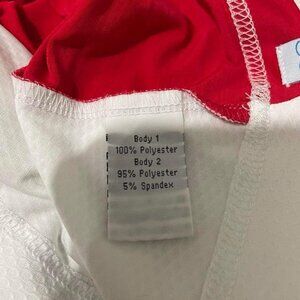 Body 1
100% Polyester
Body 2
95% Polyester
5% Spandex